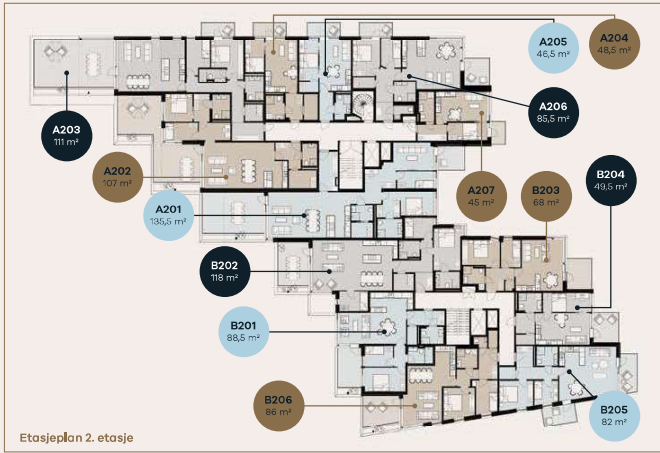 A204
48,5 m²
A205
46,5 m²
A206
85,5 m²
A203
111 m²
A202
107 m²
A207
45 m²
B203
68 m²
B204
49,5 m²
A201
135,5 m²
B202
118 m²
B201
88,5 m²
B206
86 m²
B205
82 m²
Etasjeplan 2. etasje